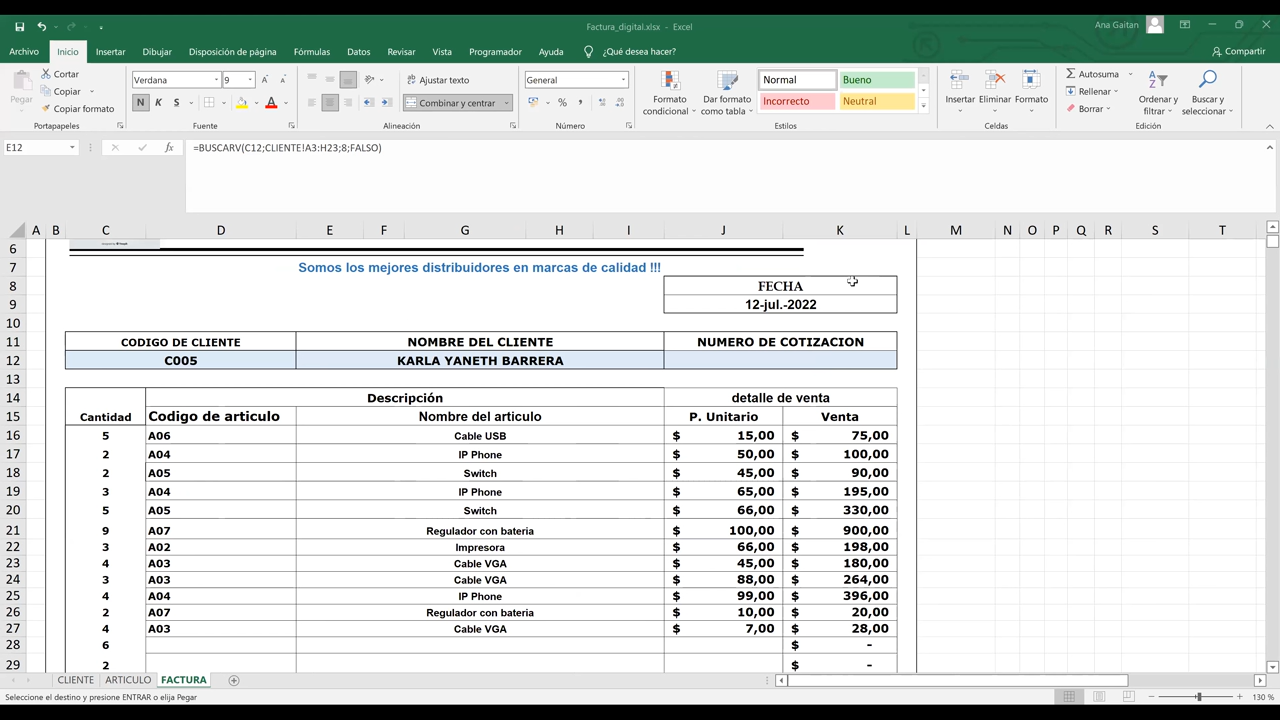 Factura_digital.xlsx - Excel
Ana Gaitan
Archivo Inicio Insertar Dibujar Disposición de página Fórmulas Datos Revisar Vista Programador Ayuda ¿Qué desea hacer? Compartir
Pegar
Cortar
Copiar
Copiar formato
Portapapeles
Verdana 9
N K S
Fuente
Ajustar texto
Combinar y centrar
Alineación
General
Número
Formato condicional
Dar formato como tabla
Normal Bueno
Incorrecto Neutral
Estilos
Insertar Eliminar Formato
Celdas
Autosuma
Rellenar
Borrar
Ordenar y filtrar
Buscar y seleccionar
Edición
E12 fx =BUSCARV(C12;CLIENTE!A3:H23;8;FALSO)
A B C D E F G H I J K L M N O P Q R S T
6
7 Somos los mejores distribuidores en marcas de calidad !!!
8 FECHA
9 12-jul.-2022
10
11 CODIGO DE CLIENTE NOMBRE DEL CLIENTE NUMERO DE COTIZACION
12 C005 KARLA YANETH BARRERA
13
14 Descripción detalle de venta
15 Cantidad Codigo de articulo Nombre del articulo P. Unitario Venta
16 5 A06 Cable USB $ 15,00 $ 75,00
17 2 A04 IP Phone $ 50,00 $ 100,00
18 2 A05 Switch $ 45,00 $ 90,00
19 3 A04 IP Phone $ 65,00 $ 195,00
20 5 A05 Switch $ 66,00 $ 330,00
21 9 A07 Regulador con bateria $ 100,00 $ 900,00
22 3 A02 Impresora $ 66,00 $ 198,00
23 4 A03 Cable VGA $ 45,00 $ 180,00
24 3 A03 Cable VGA $ 88,00 $ 264,00
25 4 A04 IP Phone $ 99,00 $ 396,00
26 2 A07 Regulador con bateria $ 10,00 $ 20,00
27 4 A03 Cable VGA $ 7,00 $ 28,00
28 6 $ -
29 2 $ -
CLIENTE ARTICULO FACTURA
Seleccione el destino y presione ENTRAR o elija Pegar
130 %